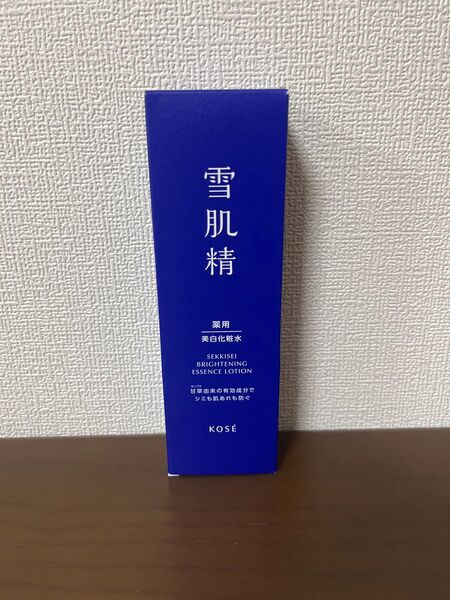 雪肌精
薬用
美白化粧水
SEKKISEI
BRIGHTENING
ESSENCE LOTION
甘草由来の有効成分で
シミも肌あれも防ぐ
KOSÉ